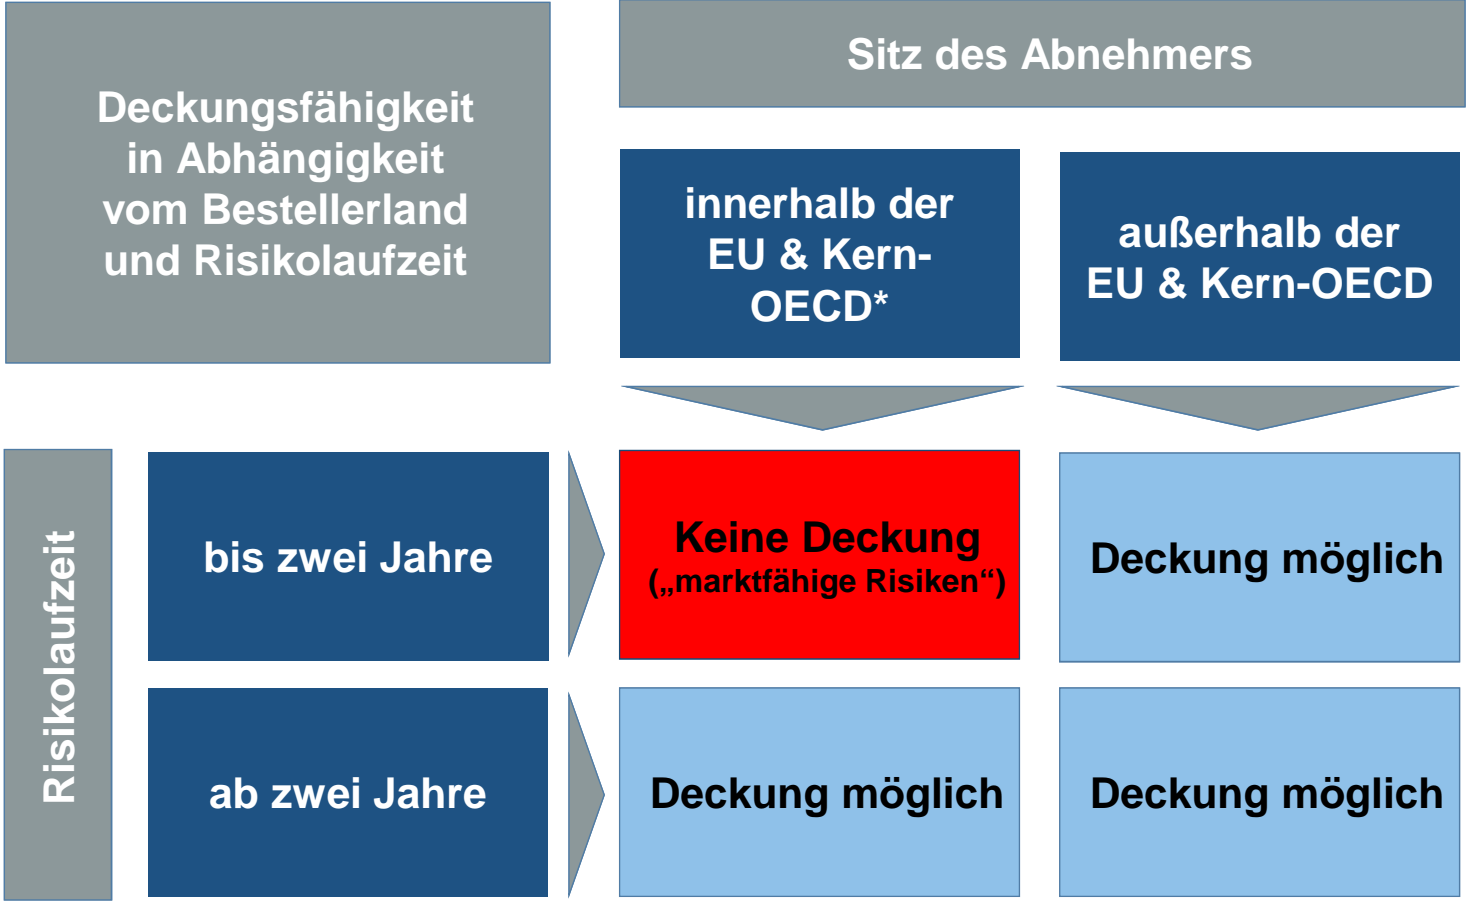 Deckungsfähigkeit
in Abhängigkeit
vom Bestellerland
und Risikolaufzeit
Sitz des Abnehmers
innerhalb der
EU & Kern-
OECD*
außerhalb der
EU & Kern-OECD
Risikolaufzeit
bis zwei Jahre
Keine Deckung
(„marktfähige Risiken“)
Deckung möglich
ab zwei Jahre
Deckung möglich
Deckung möglich